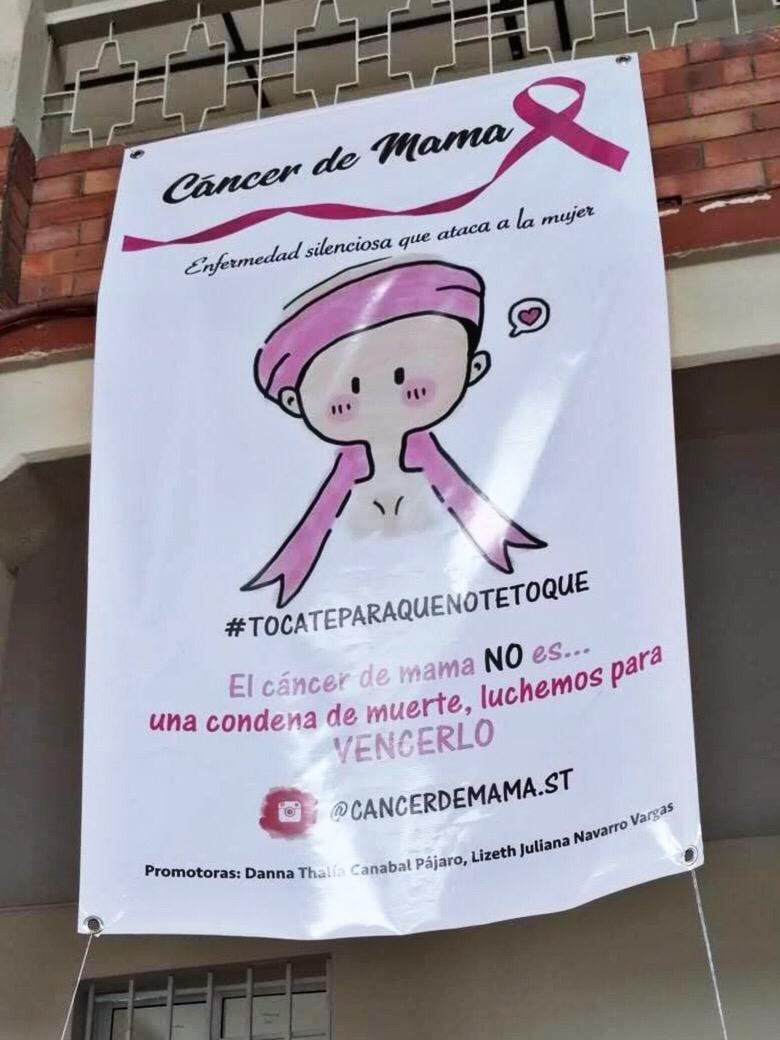 Cáncer de Mama
Enfermedad silenciosa que ataca a la mujer
#TOCATEPARAQUENOTETOQUE
El cáncer de mama NO es...
una condena de muerte, luchemos para
VENCERLO
@CANCERDEMAMA.ST
Promotoras: Danna Thalía Canabal Pájaro, Lizeth Juliana Navarro Vargas